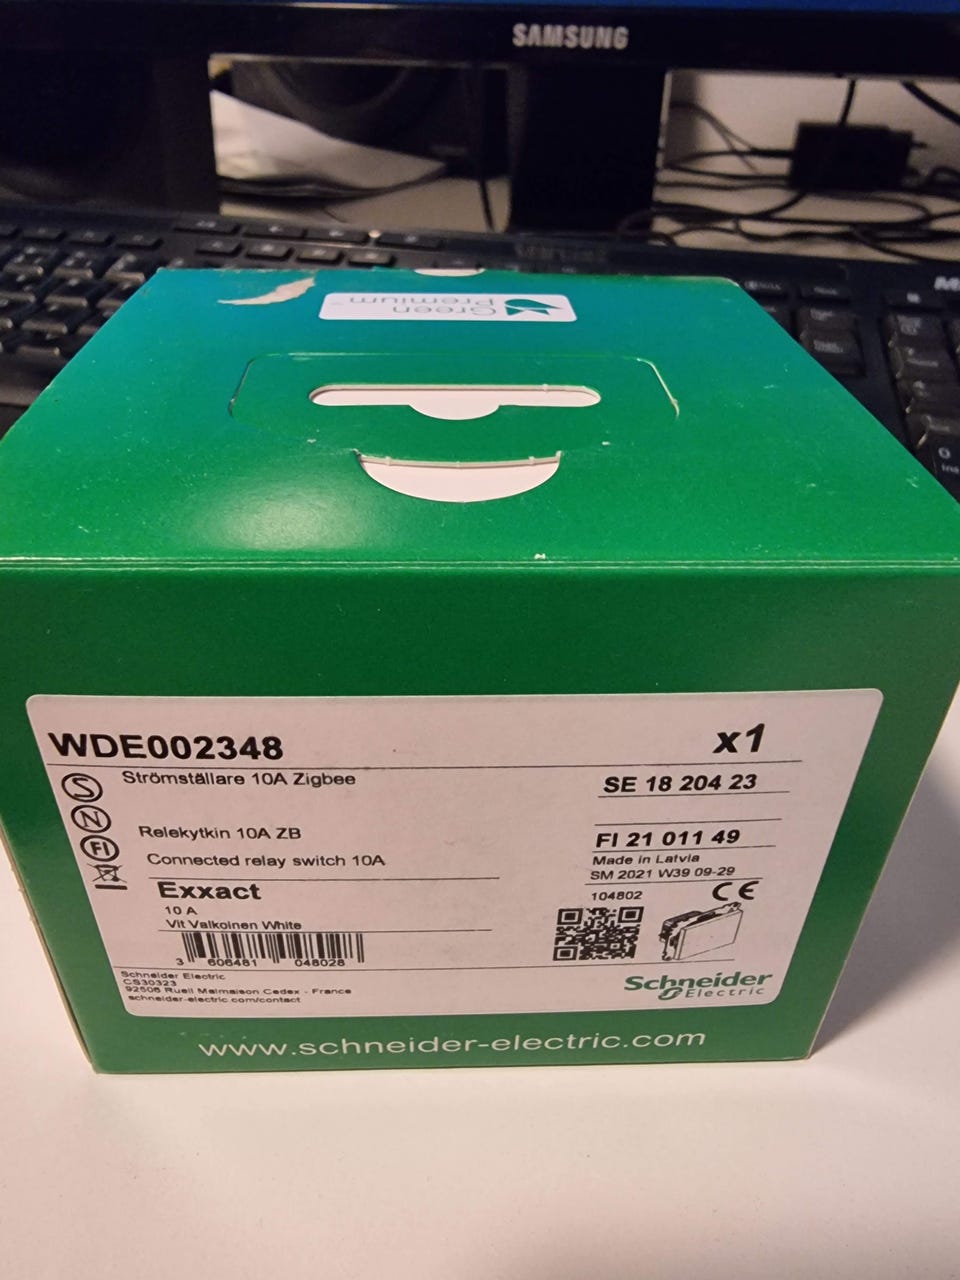 SAMSUNG
Green
Premium
WDE002348
x1
Strömställare 10A Zigbee
SE 18 204 23
S
N
FI
Relekytkin 10A ZB
FI 21 011 49
Connected relay switch 10A
Made in Latvia
SM 2021 W39 09-29
Exxact
104802
CE
10 A
Vit Valkoinen White
3 606481 048028
Schneider Electric
CS30323
92506 Rueil Malmaison Cedex - France
schneider-electric.com/contact
Schneider
Electric
www.schneider-electric.com